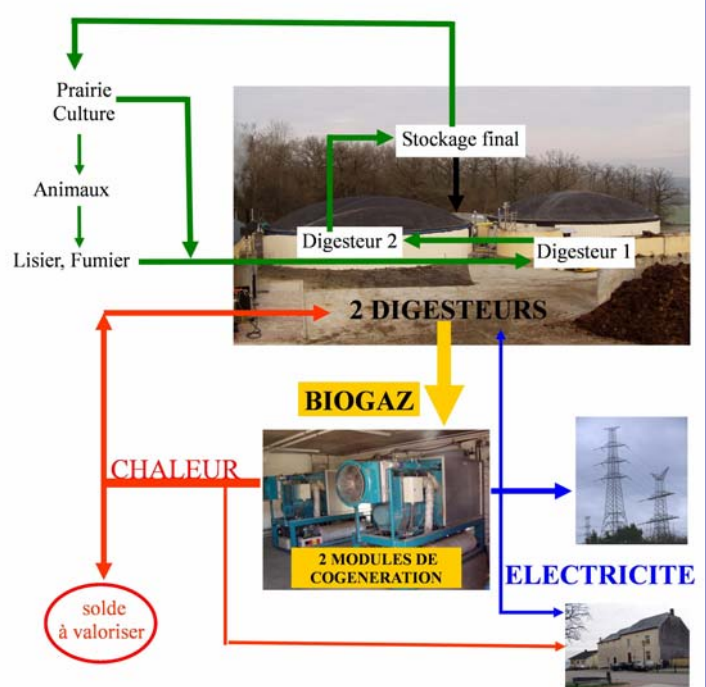 Prairie
Culture
Stockage final
Animaux
Digesteur 2
Digesteur 1
Lisier, Fumier
2 DIGESTEURS
BIOGAZ
CHALEUR
2 MODULES DE
COGENERATION
ELECTRICITE
solde
à valoriser